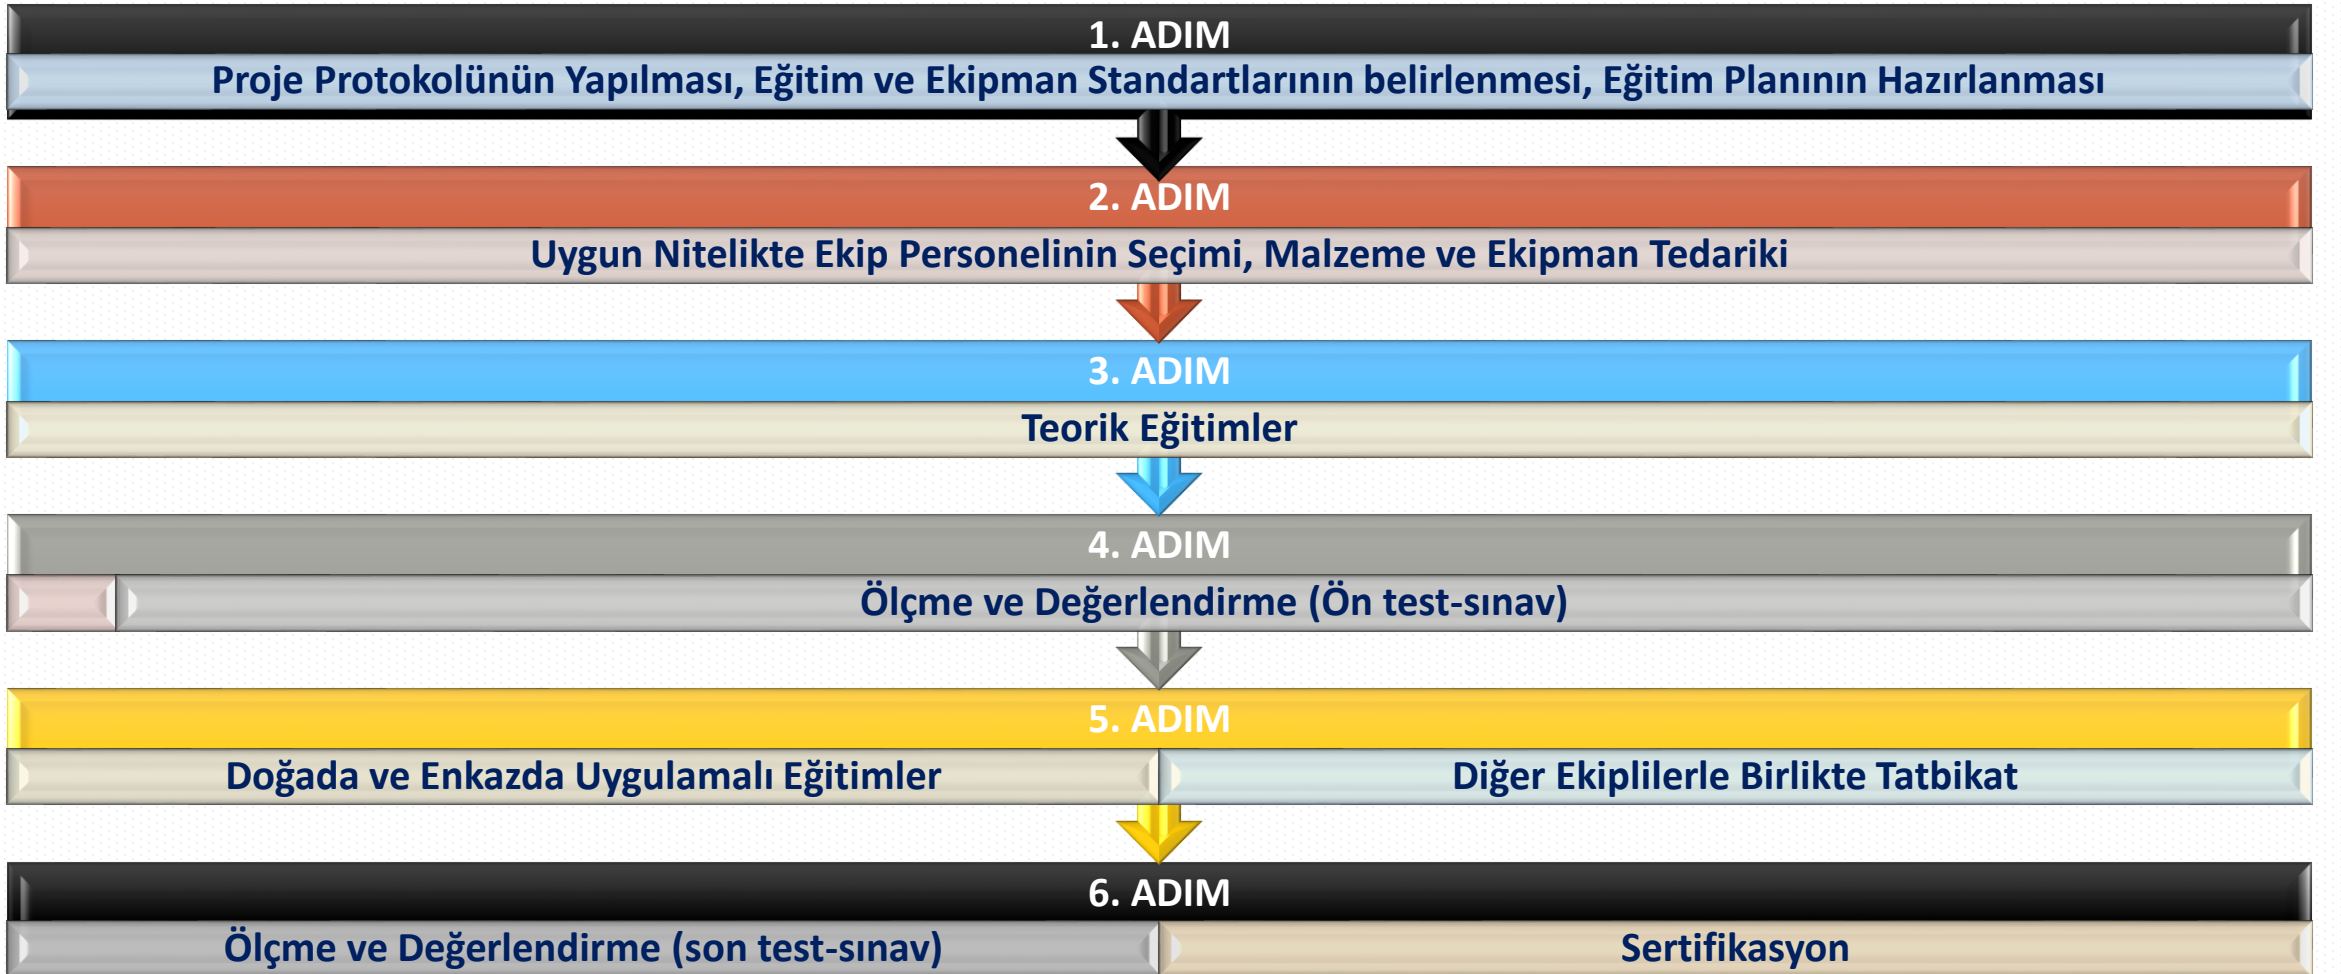 1. ADIM
Proje Protokolünün Yapılması, Eğitim ve Ekipman Standartlarının belirlenmesi, Eğitim Planının Hazırlanması
2. ADIM
Uygun Nitelikte Ekip Personelinin Seçimi, Malzeme ve Ekipman Tedariki
3. ADIM
Teorik Eğitimler
4. ADIM
Ölçme ve Değerlendirme (Ön test-sınav)
5. ADIM
Doğada ve Enkazda Uygulamalı Eğitimler
Diğer Ekiplilerle Birlikte Tatbikat
6. ADIM
Ölçme ve Değerlendirme (son test-sınav)
Sertifikasyon